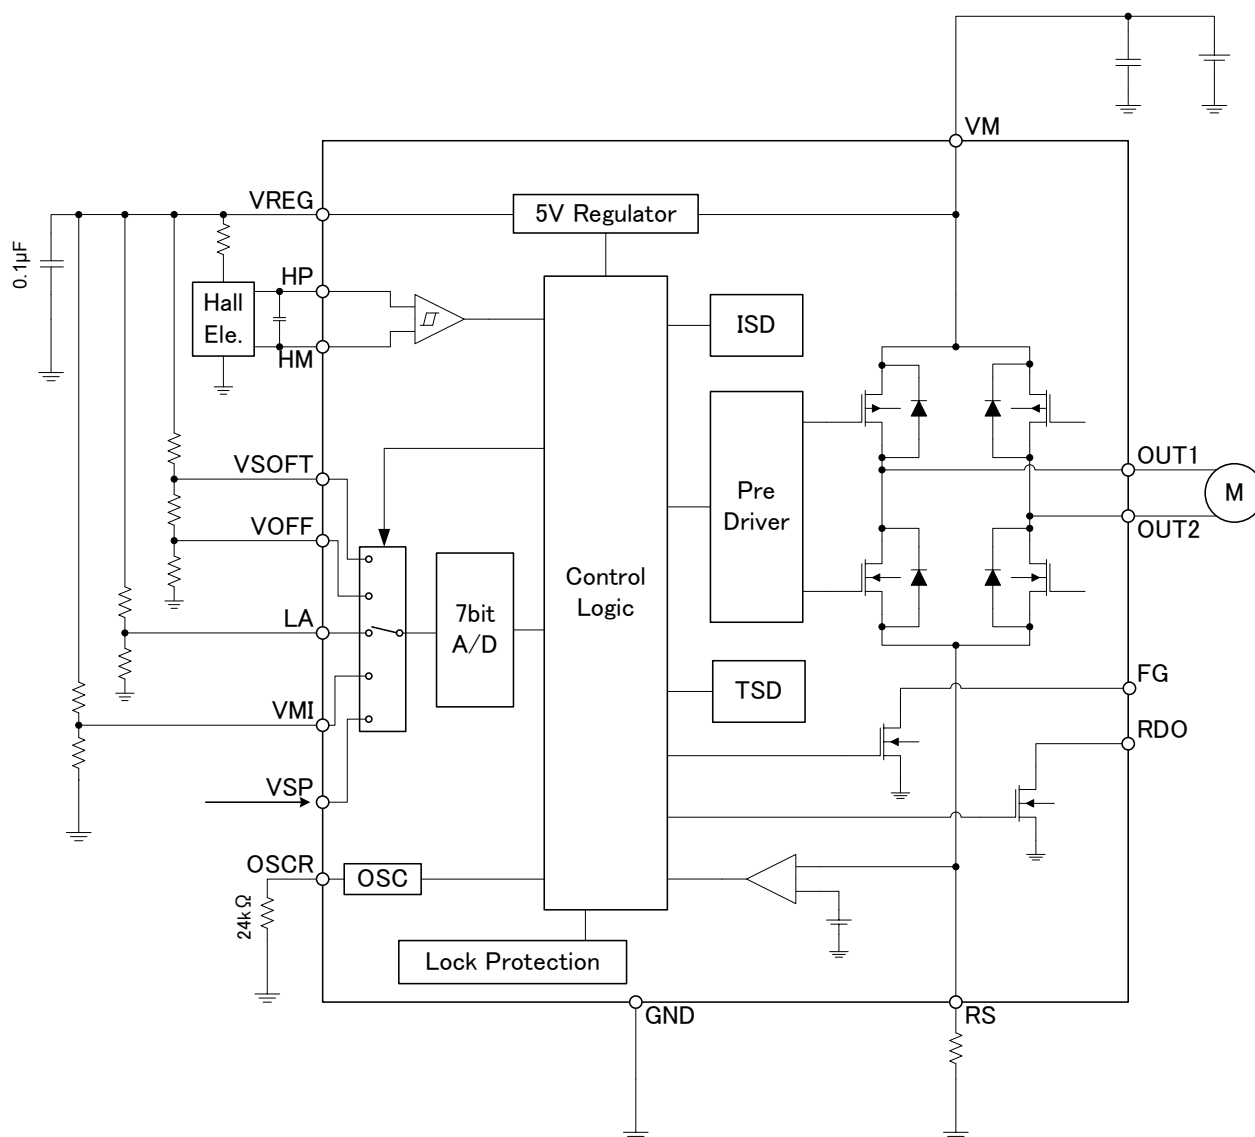 VM
VREG
5V Regulator
0.1µF
HP
Hall
Ele.
HM
ISD
VSOFT
VOFF
LA
VMI
VSP
7bit
A/D
Control
Logic
Pre
Driver
OUT1
M
OUT2
TSD
FG
RDO
OSCR
OSC
24kΩ
Lock Protection
GND
RS